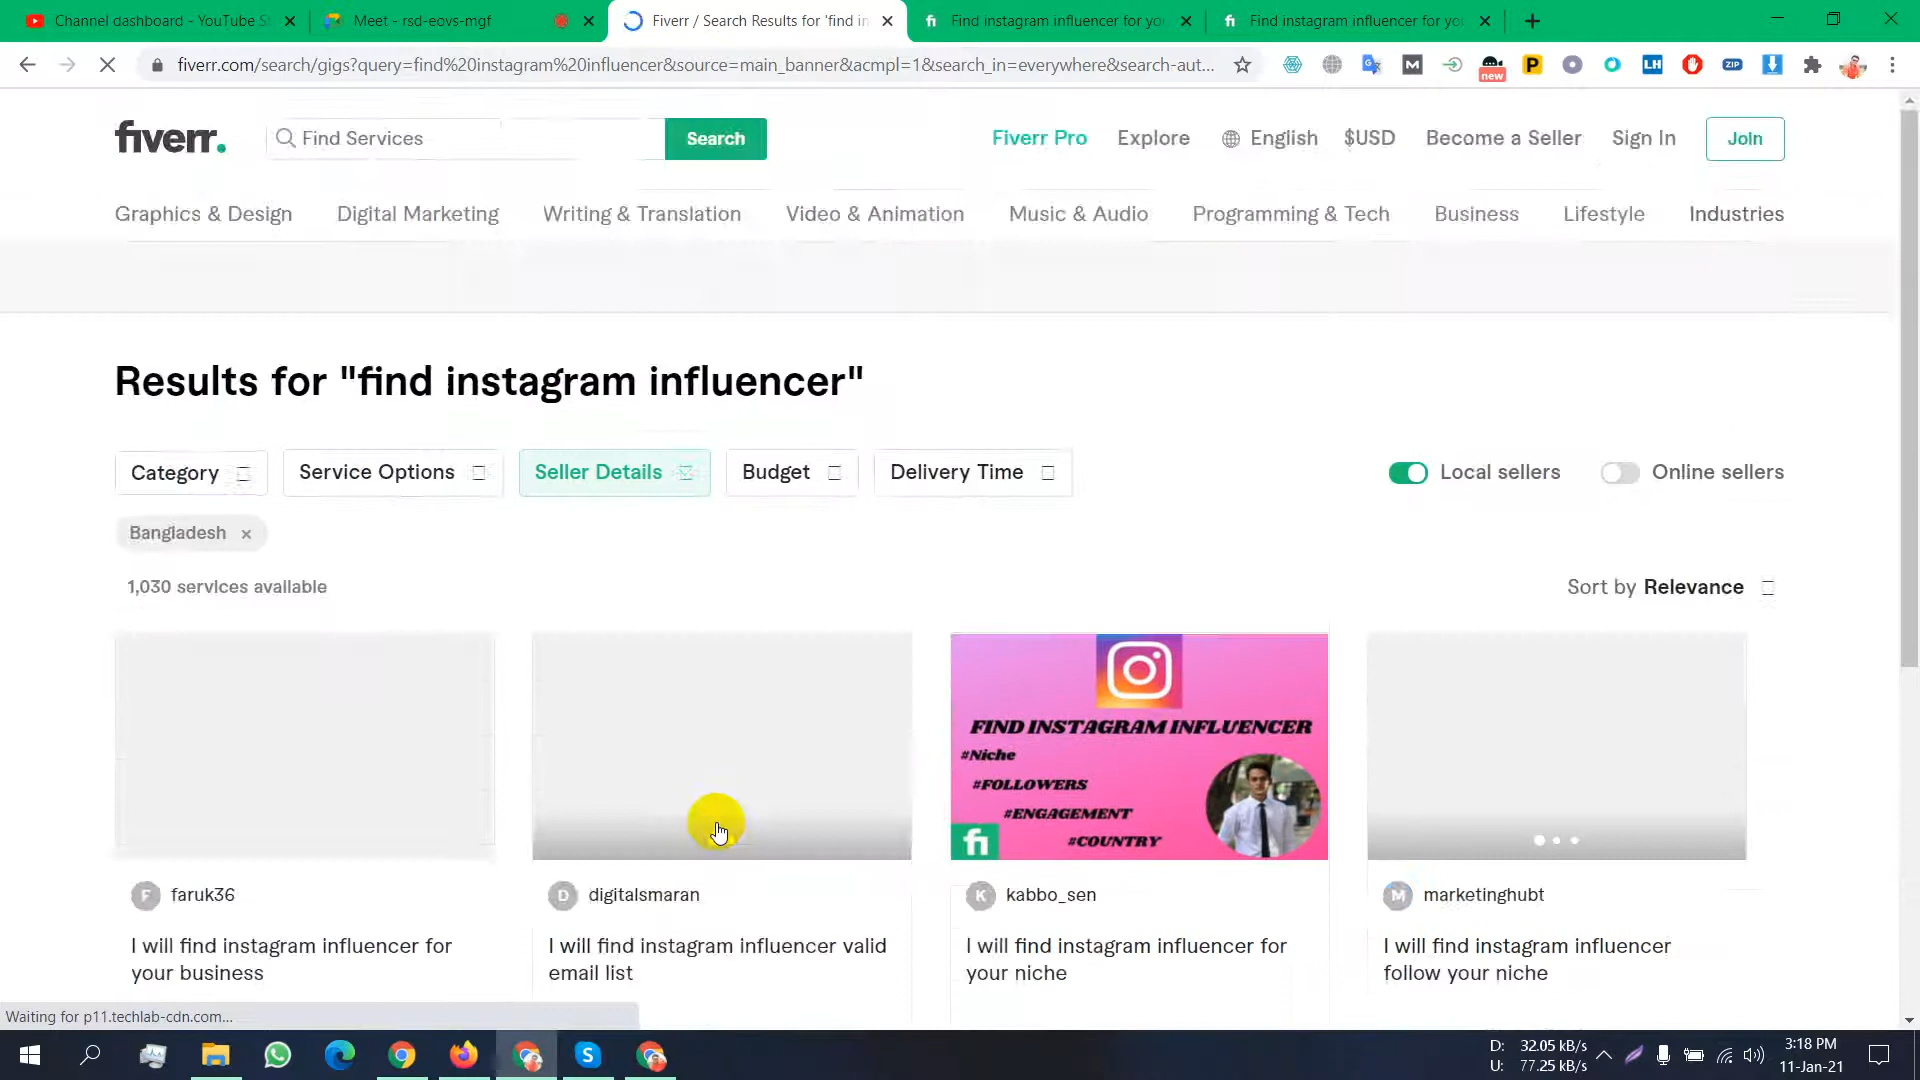 Channel dashboard - YouTube S
Meet - rsd-eovs-mgf
Fiverr / Search Results for 'find in
Find instagram influencer for you
Find instagram influencer for you
fiverr.com/search/gigs?query=find%20instagram%20influencer&source=main_banner&acmpl=1&search_in=everywhere&search-aut...
new
LH
ZIP
fiverr.
Find Services
Search
Fiverr Pro
Explore
English
$USD
Become a Seller
Sign In
Join
Graphics & Design
Digital Marketing
Writing & Translation
Video & Animation
Music & Audio
Programming & Tech
Business
Lifestyle
Industries
Results for "find instagram influencer"
Category
Service Options
Seller Details
Budget
Delivery Time
Local sellers
Online sellers
Bangladesh
1,030 services available
Sort by Relevance
FIND INSTAGRAM INFLUENCER
#Niche
#FOLLOWERS
#ENGAGEMENT
#COUNTRY
fi
F
faruk36
D
digitalsmaran
K
kabbo_sen
M
marketinghubt
I will find instagram influencer for
your business
I will find instagram influencer valid
email list
I will find instagram influencer for
your niche
I will find instagram influencer
follow your niche
Waiting for p11.techlab-cdn.com...
D: 32.05 kB/s
U: 77.25 kB/s
3:18 PM
11-Jan-21